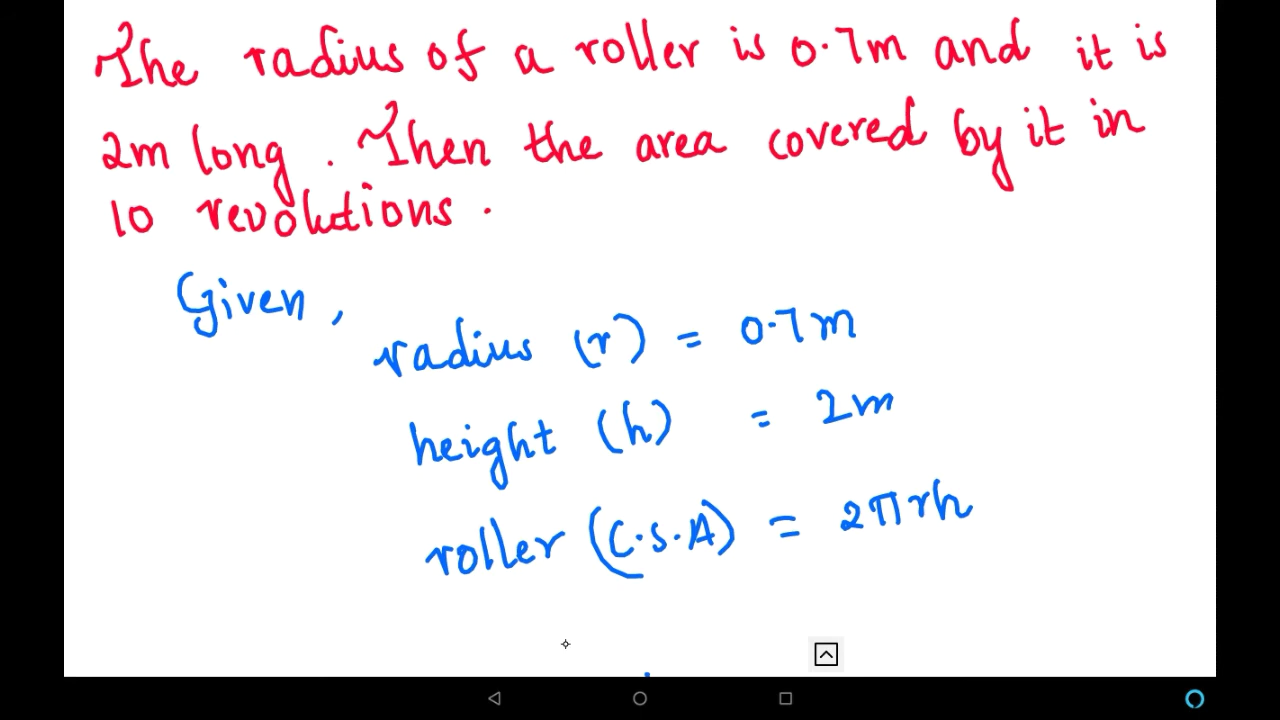 The radius of a roller is 0.7m and it is
2m long. Then the area covered by it in
10 revolutions.
Given,
radius (r) = 0.7m
height (h) = 2m
roller (C.S.A) = 2πrh